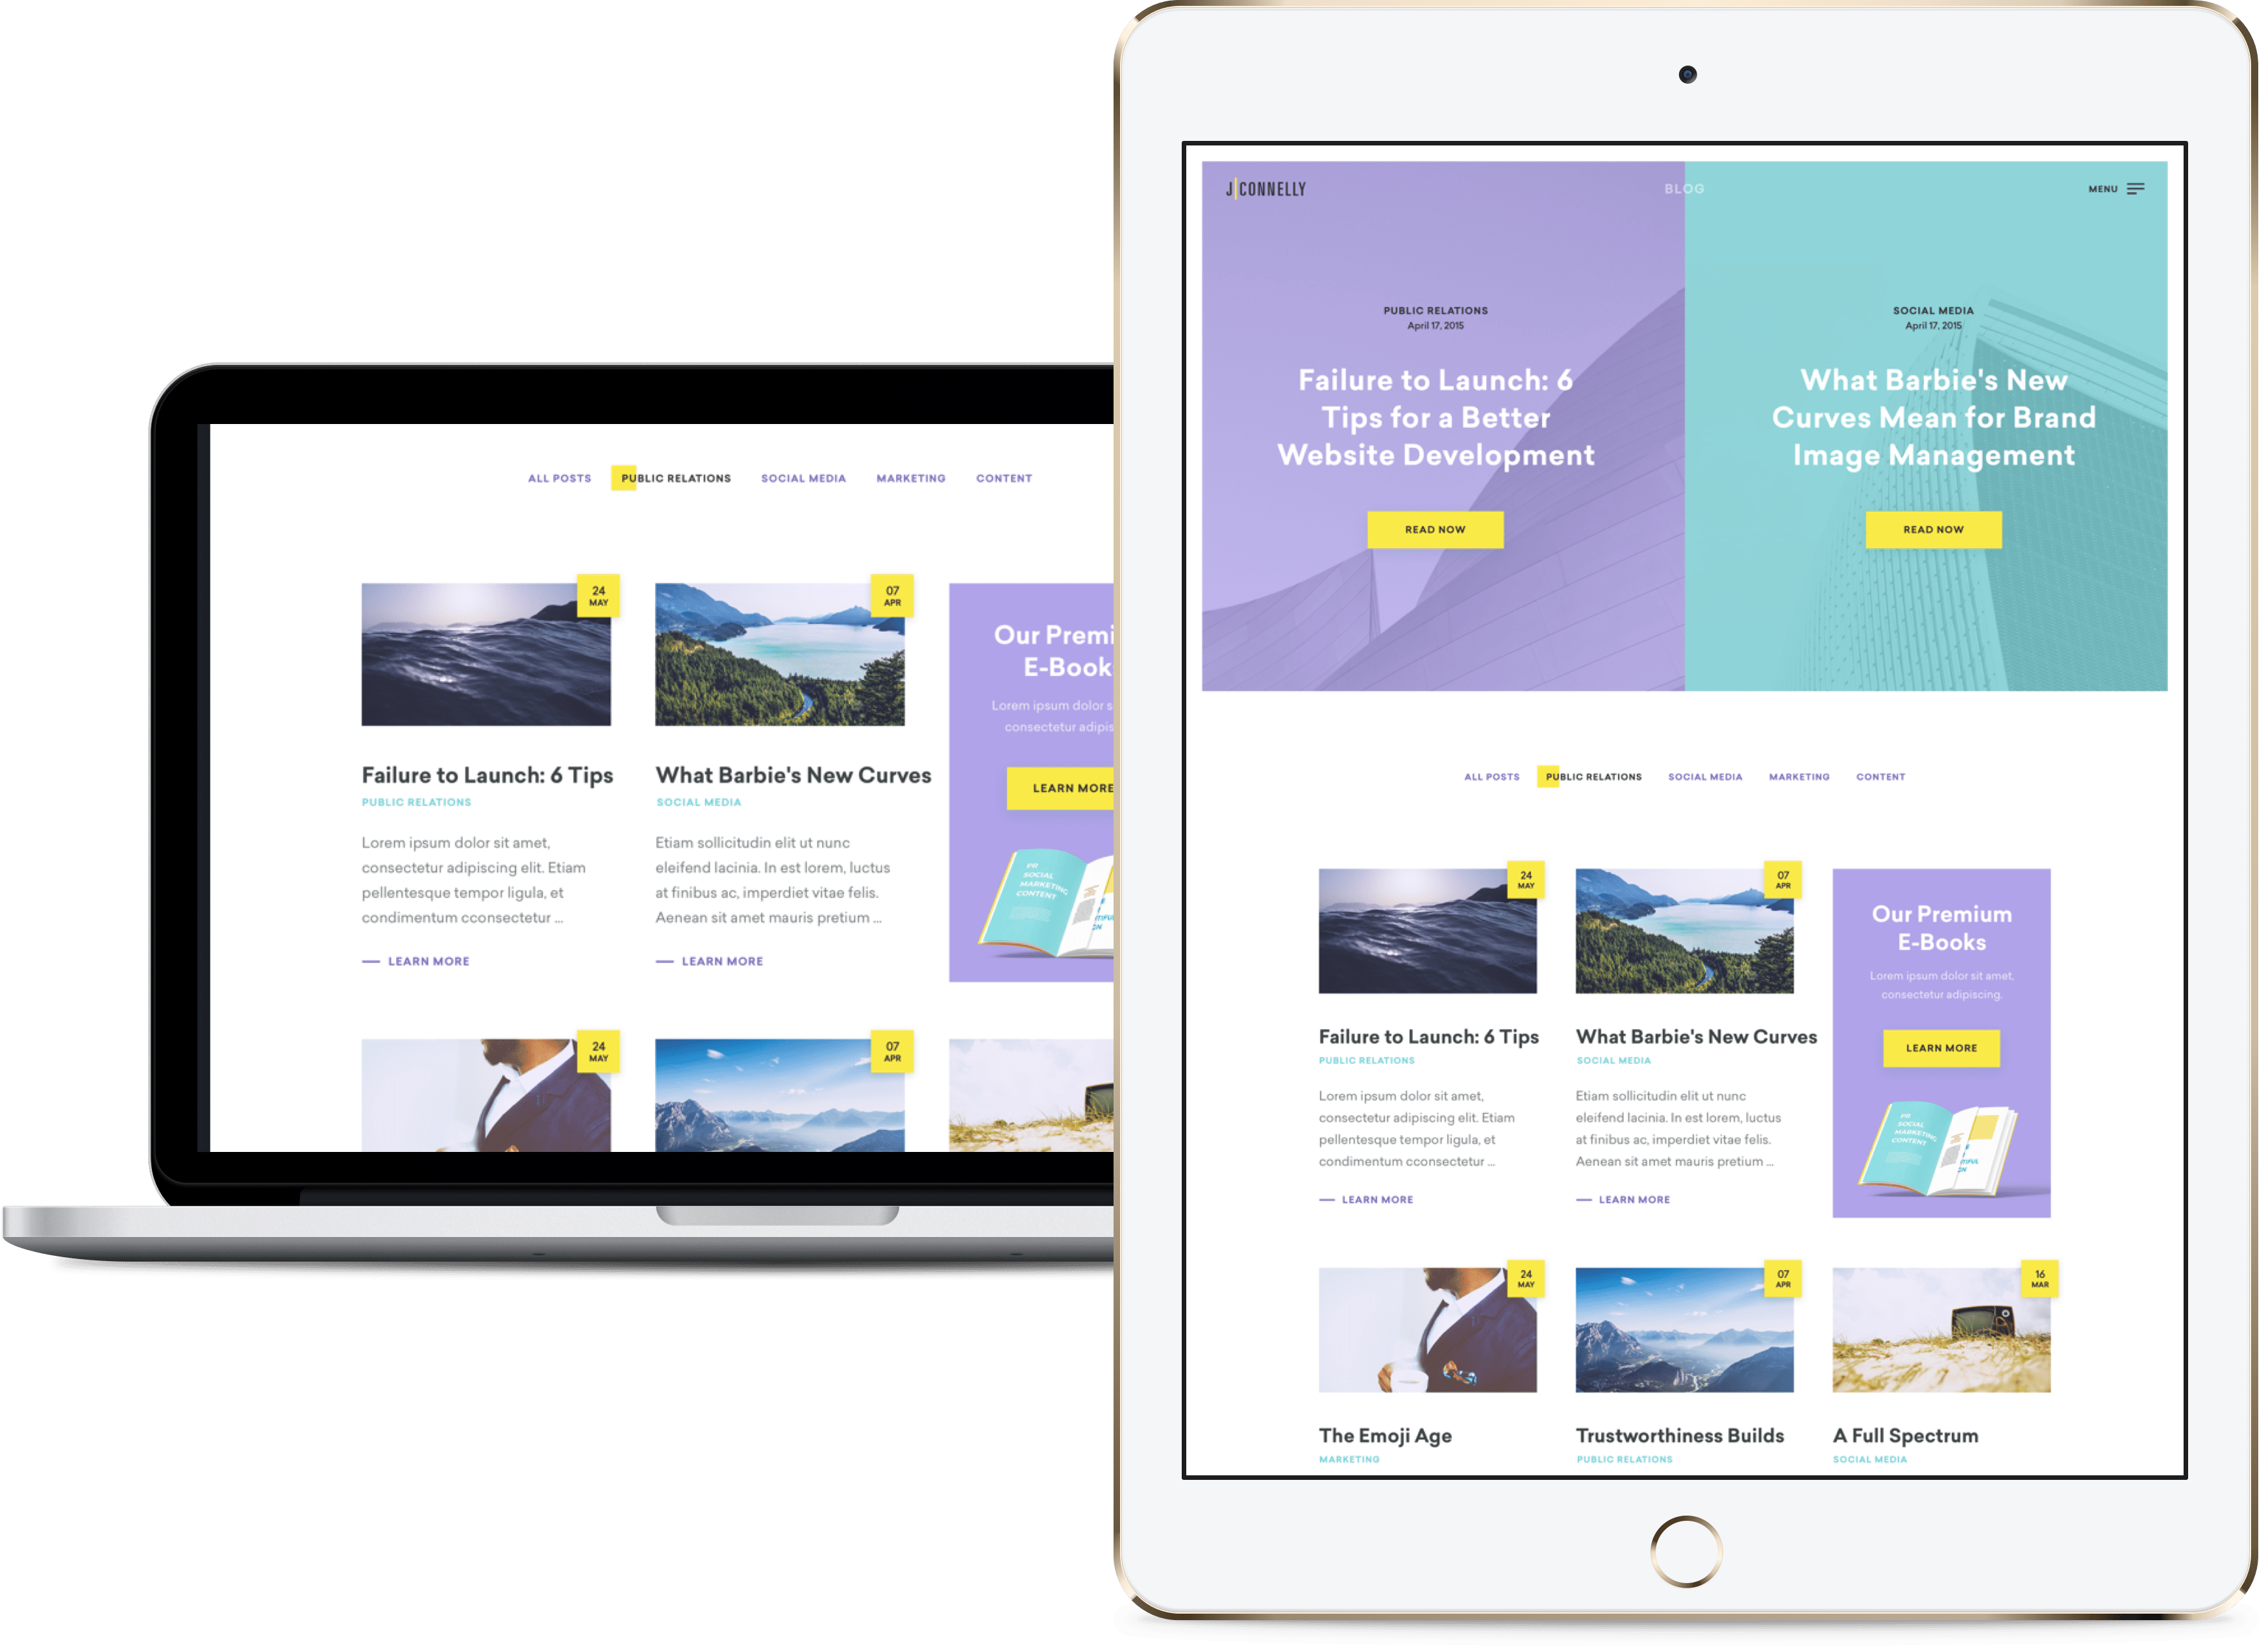 ALL POSTS PUBLIC RELATIONS SOCIAL MEDIA MARKETING CONTENT
24
MAY
07
APR
Failure to Launch: 6 Tips
PUBLIC RELATIONS
Lorem ipsum dolor sit amet,
consectetur adipiscing elit. Etiam
pellentesque tempor ligula, et
condimentum cconsectetur ...
— LEARN MORE
What Barbie's New Curves
SOCIAL MEDIA
Etiam sollicitudin elit ut nunc
eleifend lacinia. In est lorem, luctus
at finibus ac, imperdiet vitae felis.
Aenean sit amet mauris pretium ...
— LEARN MORE
Our Premi
E-Book
Lorem ipsum dolor s
consectetur adipis
LEARN MORE
PR
SOCIAL
MARKETING
CONTENT
24
MAY
07
APR
J|CONNELLY
BLOG
MENU
PUBLIC RELATIONS
April 17, 2015
Failure to Launch: 6
Tips for a Better
Website Development
READ NOW
SOCIAL MEDIA
April 17, 2015
What Barbie's New
Curves Mean for Brand
Image Management
READ NOW
ALL POSTS PUBLIC RELATIONS SOCIAL MEDIA MARKETING CONTENT
24
MAY
Failure to Launch: 6 Tips
PUBLIC RELATIONS
Lorem ipsum dolor sit amet,
consectetur adipiscing elit. Etiam
pellentesque tempor ligula, et
condimentum cconsectetur ...
— LEARN MORE
07
APR
What Barbie's New Curves
SOCIAL MEDIA
Etiam sollicitudin elit ut nunc
eleifend lacinia. In est lorem, luctus
at finibus ac, imperdiet vitae felis.
Aenean sit amet mauris pretium ...
— LEARN MORE
Our Premium
E-Books
Lorem ipsum dolor sit amet,
consectetur adipiscing.
LEARN MORE
PR
SOCIAL
MARKETING
CONTENT
24
MAY
The Emoji Age
MARKETING
07
APR
Trustworthiness Builds
PUBLIC RELATIONS
16
MAR
A Full Spectrum
SOCIAL MEDIA